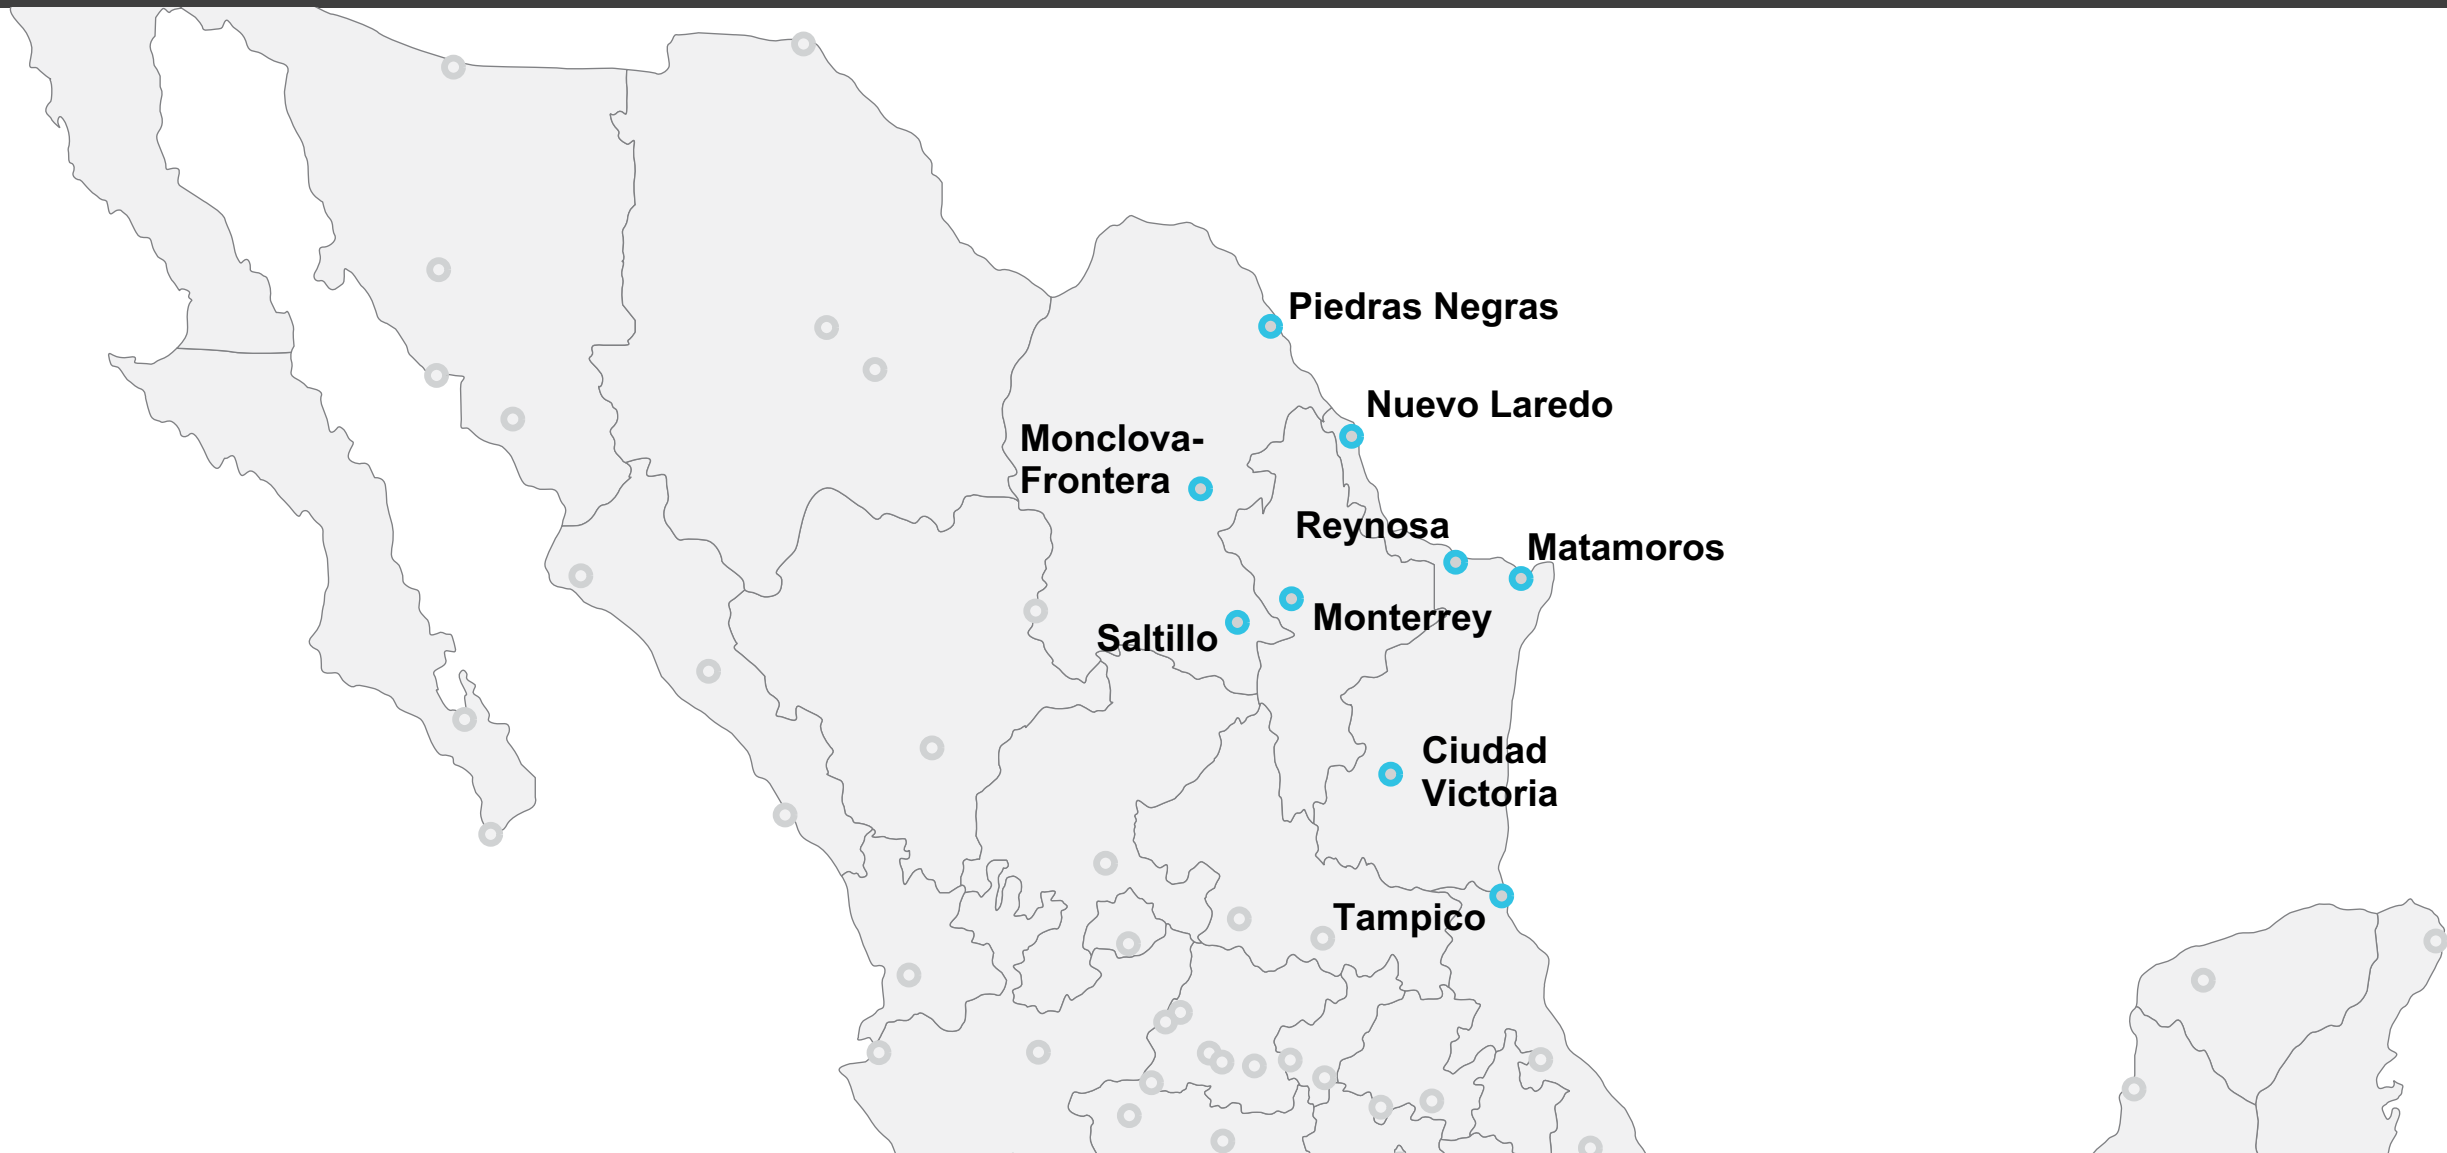 Piedras Negras
Nuevo Laredo
Monclova-
Frontera
Reynosa
Matamoros
Monterrey
Saltillo
Ciudad
Victoria
Tampico